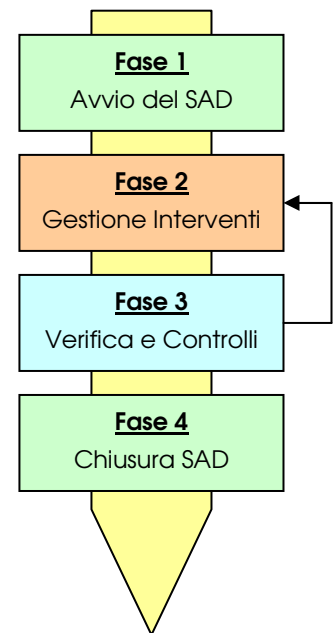 Fase 1
Avvio del SAD
Fase 2
Gestione Interventi
Fase 3
Verifica e Controlli
Fase 4
Chiusura SAD